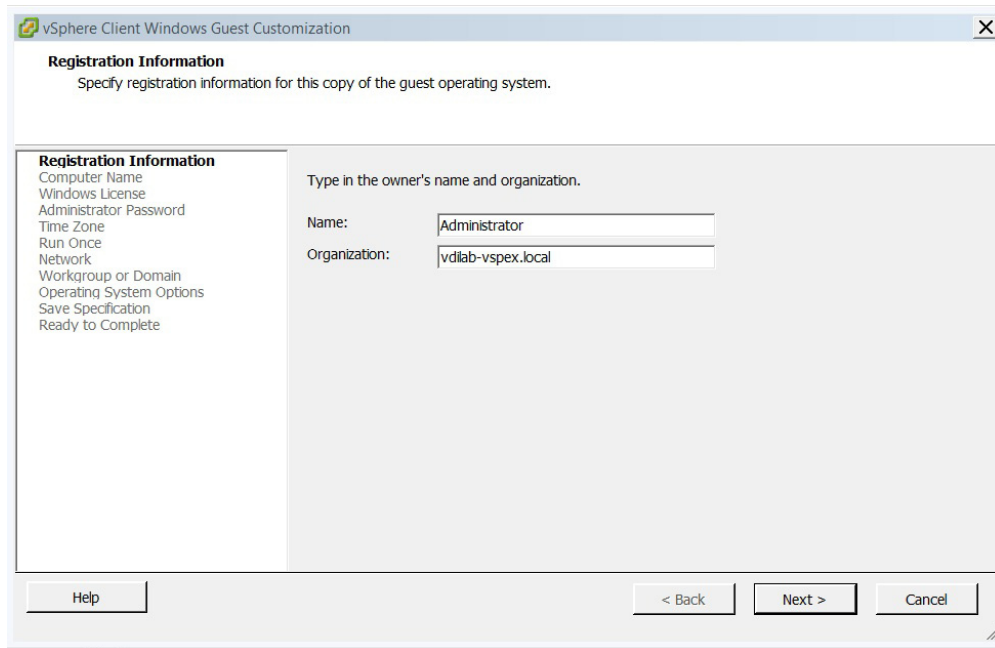 vSphere Client Windows Guest Customization
Registration Information
Specify registration information for this copy of the guest operating system.
Registration Information
Computer Name
Windows License
Administrator Password
Time Zone
Run Once
Network
Workgroup or Domain
Operating System Options
Save Specification
Ready to Complete
Type in the owner's name and organization.
Name: Administrator
Organization: vdilab-vspex.local
Help < Back Next > Cancel